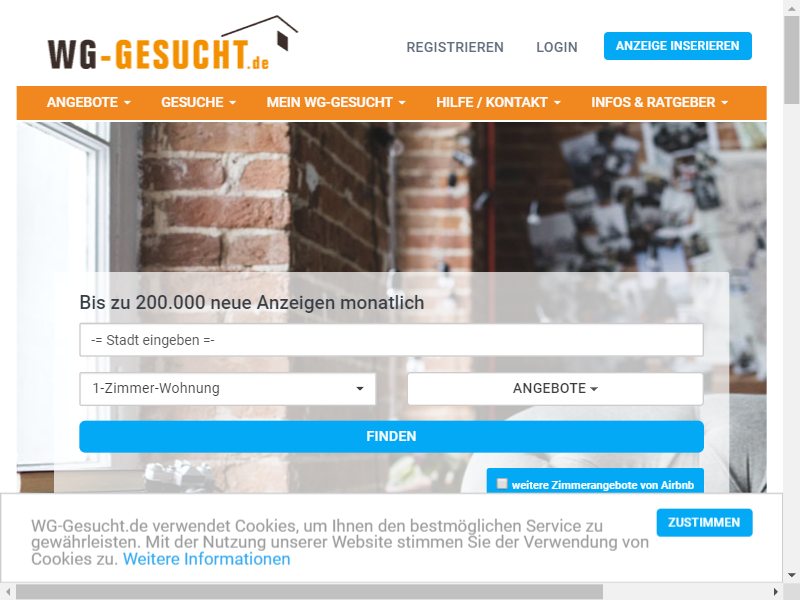 WG-GESUCHT.de
REGISTRIEREN
LOGIN
ANZEIGE INSERIEREN
ANGEBOTE
GESUCHE
MEIN WG-GESUCHT
HILFE / KONTAKT
INFOS & RATGEBER
Bis zu 200.000 neue Anzeigen monatlich
-= Stadt eingeben =-
1-Zimmer-Wohnung
ANGEBOTE
FINDEN
weitere Zimmerangebote von Airbnb
WG-Gesucht.de verwendet Cookies, um Ihnen den bestmöglichen Service zu
gewährleisten. Mit der Nutzung unserer Website stimmen Sie der Verwendung von
Cookies zu. Weitere Informationen
ZUSTIMMEN